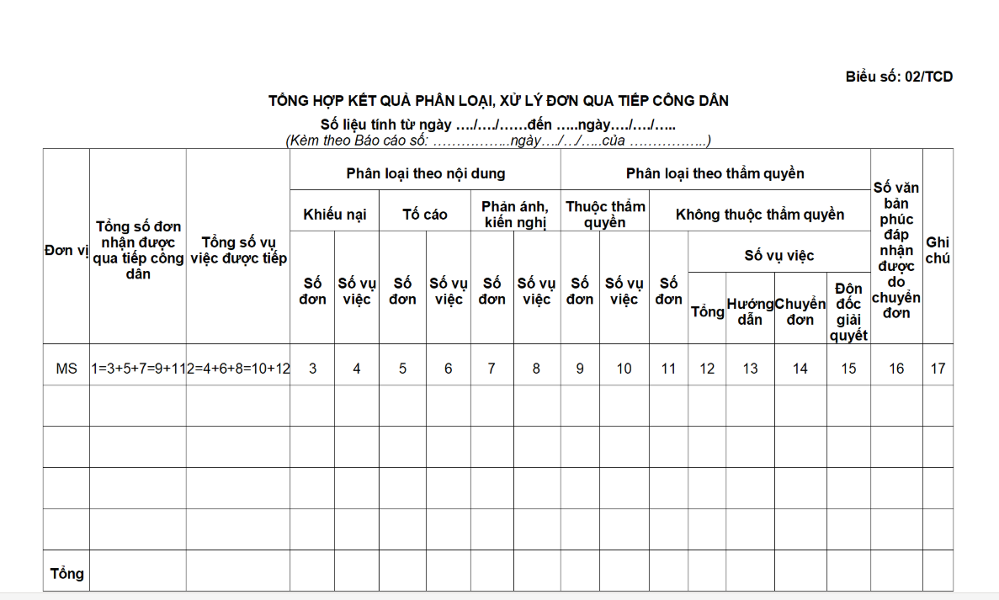 Biểu số: 02/TCD
TỔNG HỢP KẾT QUẢ PHÂN LOẠI, XỬ LÝ ĐƠN QUA TIẾP CÔNG DÂN
Số liệu tính từ ngày …./…./……đến …..ngày…./…./…..
(Kèm theo Báo cáo số: ……………..ngày…./…/…..của ……………..)
Đơn vị
Tổng số đơn
nhận được
qua tiếp công
dân
Tổng số vụ
việc được tiếp
Phân loại theo nội dung
Phân loại theo thẩm quyền
Số văn
bản
phúc
đáp
nhận
được
do
chuyển
đơn
Ghi
chú
Khiếu nại
Tố cáo
Phản ánh,
kiến nghị
Thuộc thẩm
quyền
Không thuộc thẩm quyền
Số
đơn
Số vụ
việc
Số
đơn
Số vụ
việc
Số
đơn
Số vụ
việc
Số
đơn
Số vụ
việc
Số
đơn
Số vụ việc
Tổng
Hướng
dẫn
Chuyển
đơn
Đôn
đốc
giải
quyết
MS 1=3+5+7=9+11 2=4+6+8=10+12 3 4 5 6 7 8 9 10 11 12 13 14 15 16 17
Tổng